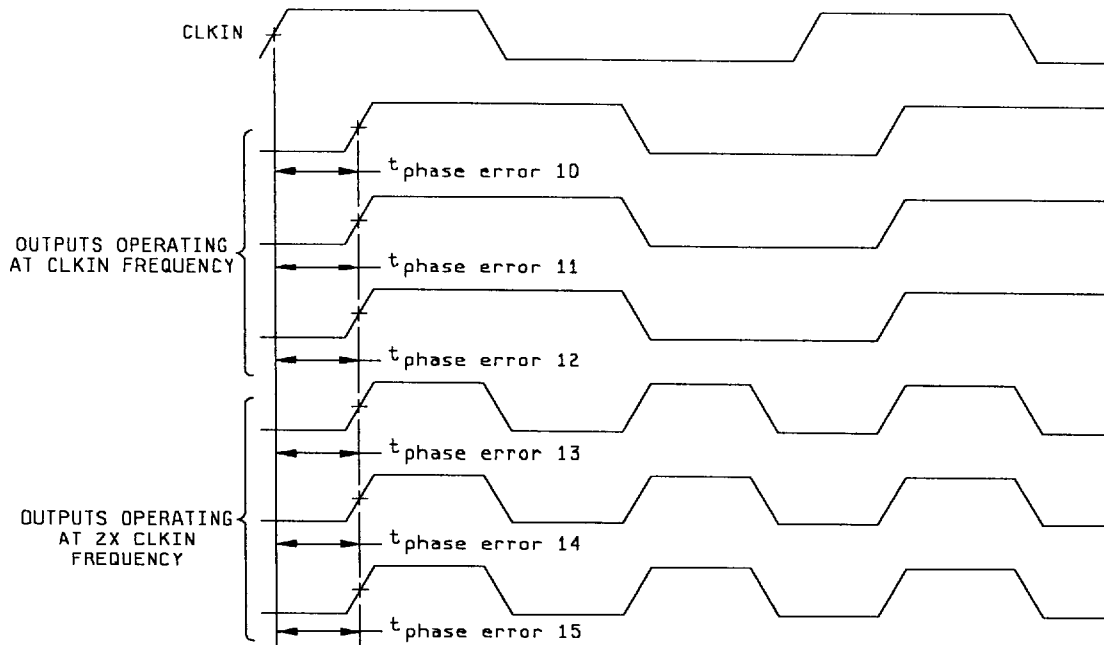 CLKIN
t phase error 10
t phase error 11
OUTPUTS OPERATING
AT CLKIN FREQUENCY
t phase error 12
t phase error 13
t phase error 14
OUTPUTS OPERATING
AT 2X CLKIN
FREQUENCY
t phase error 15